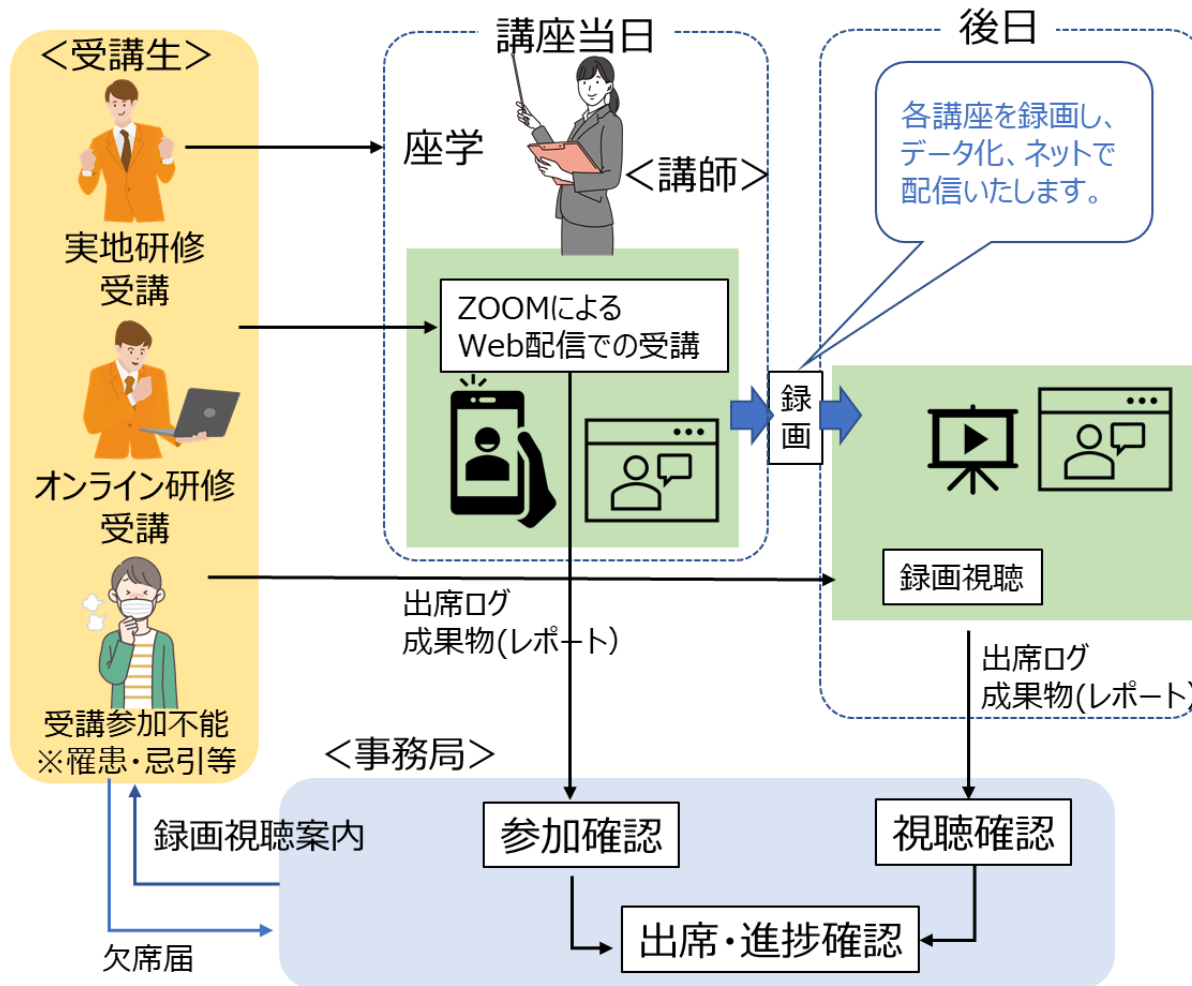 ＜受講生＞
実地研修
受講
オンライン研修
受講
受講参加不能
※罹患・忌引等
講座当日
座学
＜講師＞
ZOOMによる
Web配信での受講
録
画
後日
各講座を録画し、
データ化、ネットで
配信いたします。
録画視聴
出席ログ
成果物(レポート）
出席ログ
成果物(レポート）
＜事務局＞
録画視聴案内
欠席届
参加確認
視聴確認
出席・進捗確認